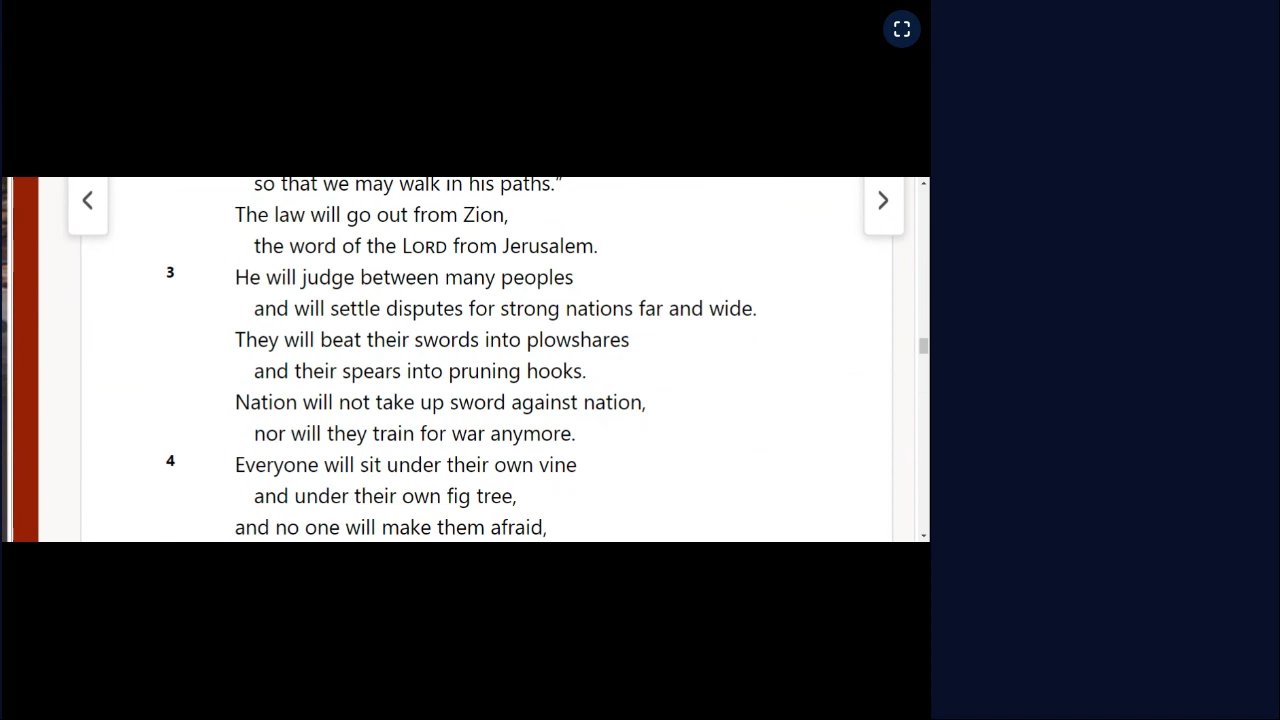 so that we may walk in his paths.”
The law will go out from Zion,
the word of the LORD from Jerusalem.
3 He will judge between many peoples
and will settle disputes for strong nations far and wide.
They will beat their swords into plowshares
and their spears into pruning hooks.
Nation will not take up sword against nation,
nor will they train for war anymore.
4 Everyone will sit under their own vine
and under their own fig tree,
and no one will make them afraid,